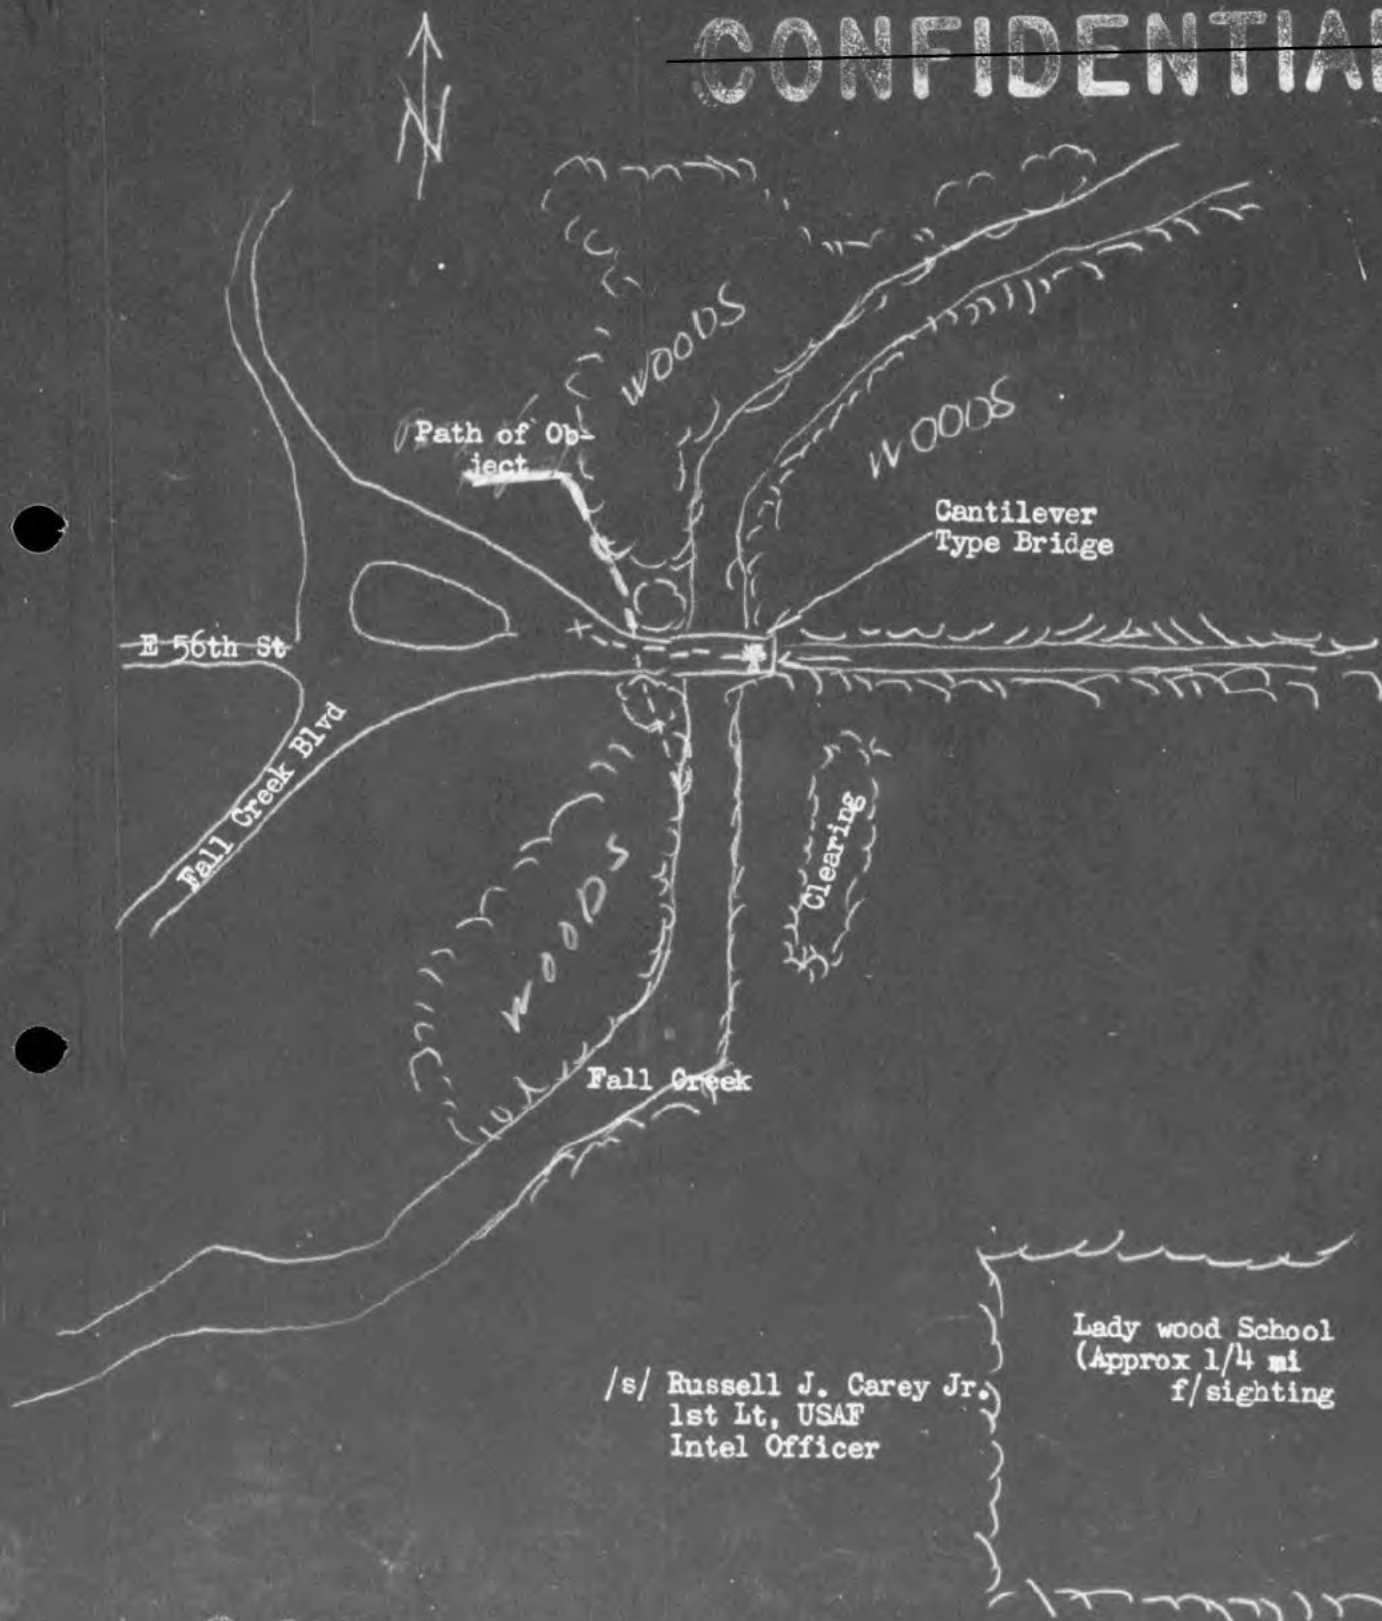 CONFIDENTIAL
N
WOODS
WOODS
Path of Ob-
ject
Cantilever
Type Bridge
E 56th St
Fall Creek Blvd
Clearing
WOODS
Fall Creek
Lady wood School
(Approx 1/4 mi
f/sighting
/s/ Russell J. Carey Jr.
1st Lt, USAF
Intel Officer